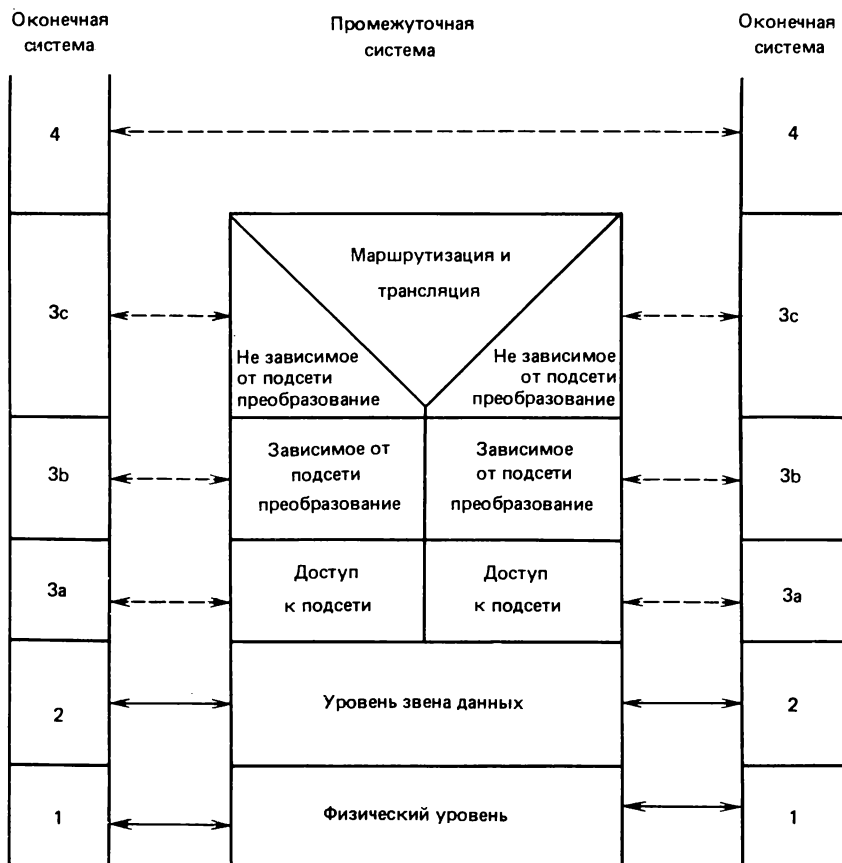 Оконечная
система
Промежуточная
система
Оконечная
система
4
4
Маршрутизация и
трансляция
3c
3c
Не зависимое
от подсети
преобразование
Не зависимое
от подсети
преобразование
3b
Зависимое от
подсети
преобразование
Зависимое
от подсети
преобразование
3b
3a
Доступ
к подсети
Доступ
к подсети
3a
2
Уровень звена данных
2
1
Физический уровень
1